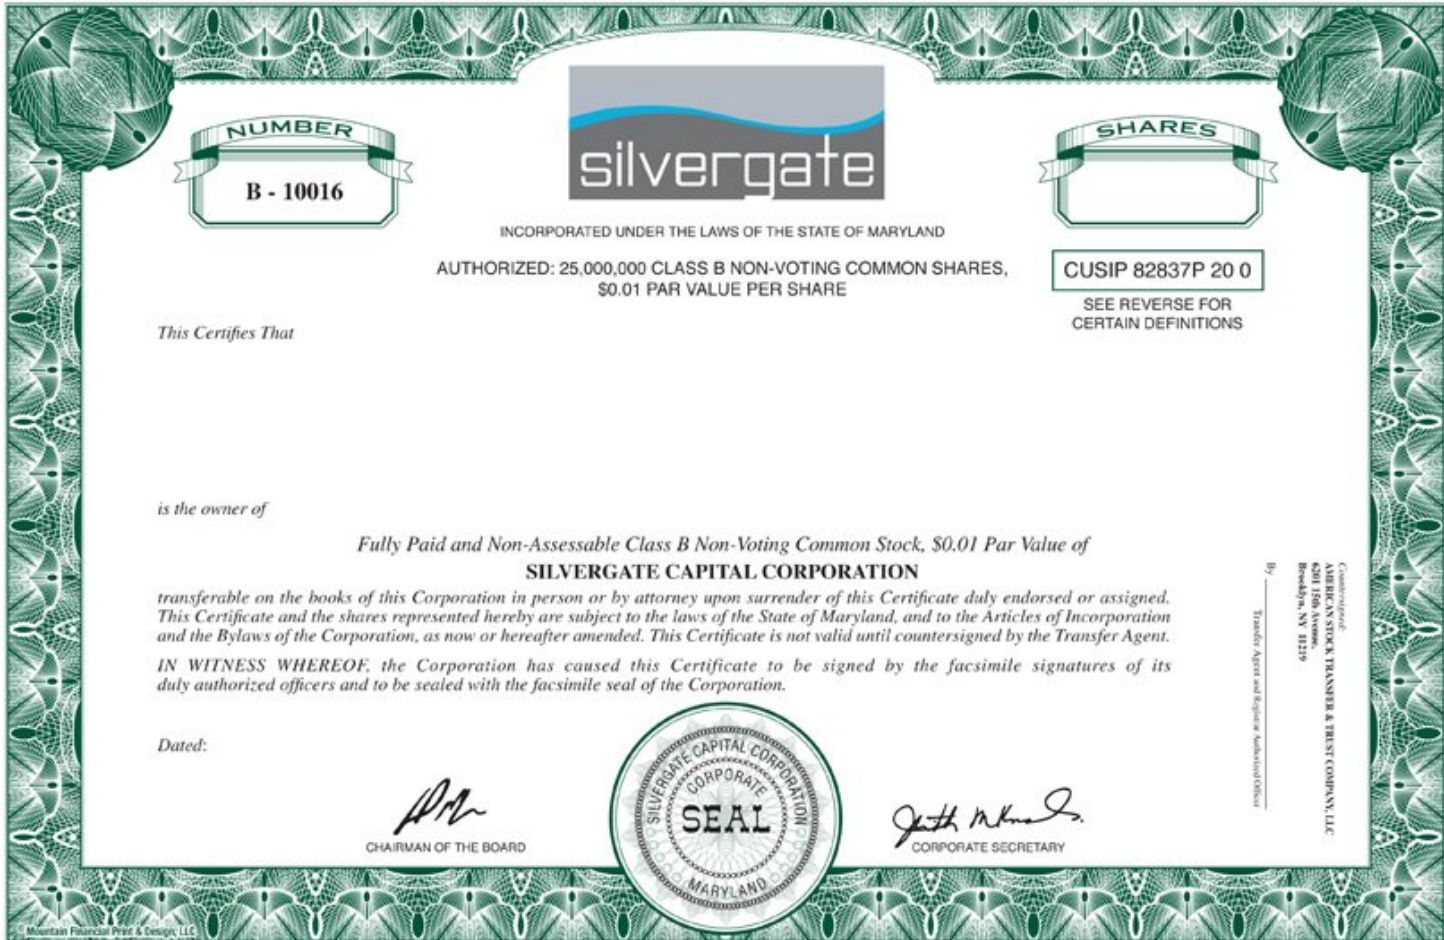 NUMBER
B - 10016
silvergate
SHARES
INCORPORATED UNDER THE LAWS OF THE STATE OF MARYLAND
AUTHORIZED: 25,000,000 CLASS B NON-VOTING COMMON SHARES,
$0.01 PAR VALUE PER SHARE
CUSIP 82837P 20 0
SEE REVERSE FOR
CERTAIN DEFINITIONS
This Certifies That
is the owner of
Fully Paid and Non-Assessable Class B Non-Voting Common Stock, $0.01 Par Value of
SILVERGATE CAPITAL CORPORATION
transferable on the books of this Corporation in person or by attorney upon surrender of this Certificate duly endorsed or assigned.
This Certificate and the shares represented hereby are subject to the laws of the State of Maryland, and to the Articles of Incorporation
and the Bylaws of the Corporation, as now or hereafter amended. This Certificate is not valid until countersigned by the Transfer Agent.
IN WITNESS WHEREOF, the Corporation has caused this Certificate to be signed by the facsimile signatures of its
duly authorized officers and to be sealed with the facsimile seal of the Corporation.
Dated:
CHAIRMAN OF THE BOARD
SILVERGATE CAPITAL CORPORATION
CORPORATE
SEAL
MARYLAND
CORPORATE SECRETARY
Countersigned:
AMERICAN STOCK TRANSFER & TRUST COMPANY, LLC
6201 15th Avenue,
Brooklyn, NY 11219
By
Transfer Agent and Registrar Authorized Officer
© Mountain Financial Print & Design, LLC